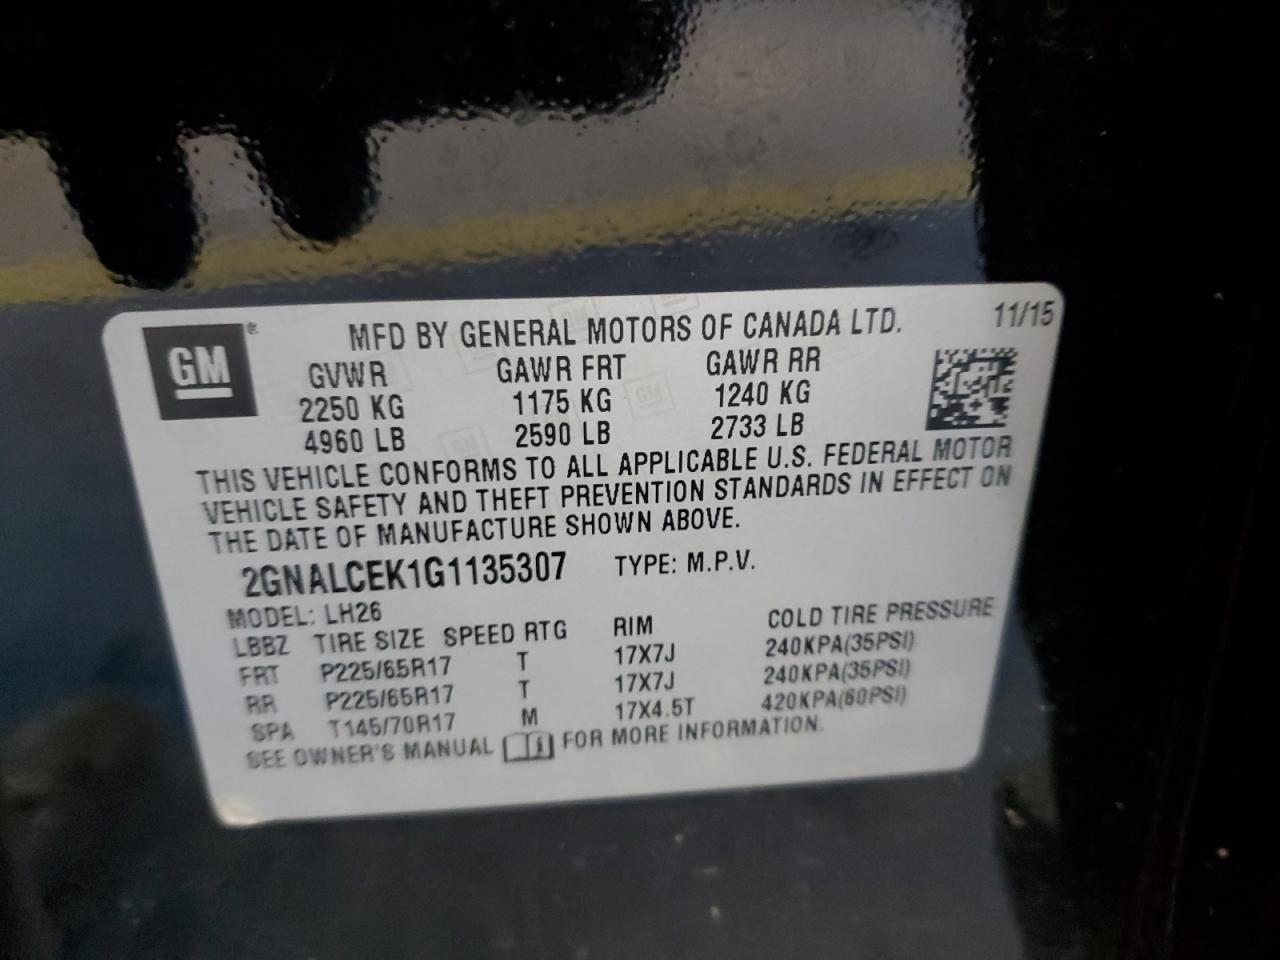 GM®
MFD BY GENERAL MOTORS OF CANADA LTD. 11/15
GVWR GAWR FRT GAWR RR
2250 KG 1175 KG 1240 KG
4960 LB 2590 LB 2733 LB
THIS VEHICLE CONFORMS TO ALL APPLICABLE U.S. FEDERAL MOTOR
VEHICLE SAFETY AND THEFT PREVENTION STANDARDS IN EFFECT ON
THE DATE OF MANUFACTURE SHOWN ABOVE.
2GNALCEK1G1135307 TYPE: M.P.V.
MODEL: LH26
LBBZ TIRE SIZE SPEED RTG RIM COLD TIRE PRESSURE
FRT P225/65R17 T 17X7J 240KPA(35PSI)
RR P225/65R17 T 17X7J 240KPA(35PSI)
SPA T145/70R17 M 17X4.5T 420KPA(60PSI)
SEE OWNER'S MANUAL FOR MORE INFORMATION.